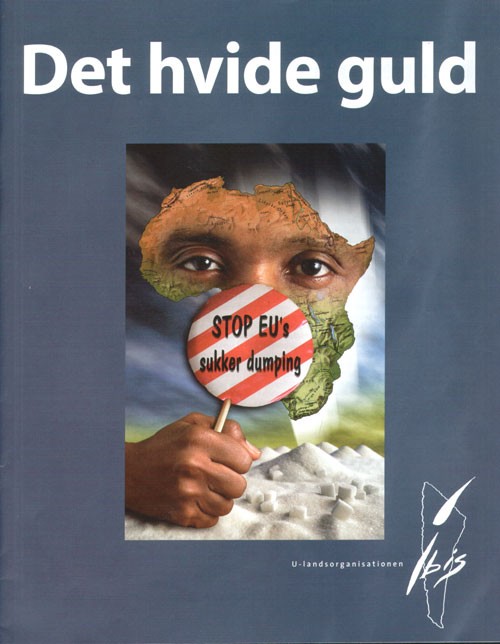 Det hvide guld
STOP EU's
sukker dumping
U-landsorganisationen
Ibis